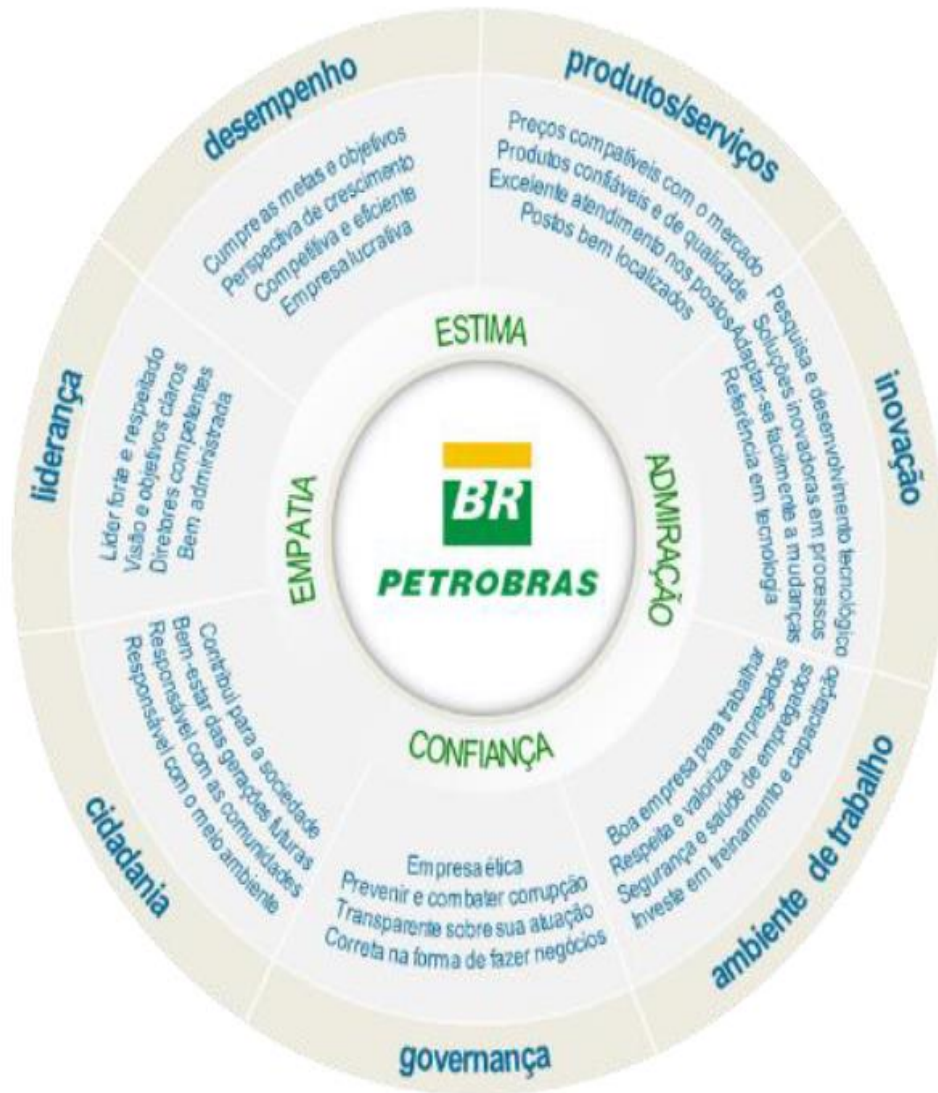 desempenho
Cumpre as metas e objetivos
Perspectiva de crescimento
Competitiva e eficiente
Empresa lucrativa
produtos/serviços
Preços compatíveis com o mercado
Produtos confiáveis e de qualidade
Excelente atendimento nos postos
Postos bem localizados
inovação
Pesquisa e desenvolvimento tecnológico
Soluções inovadoras em processos
Adaptar-se facilmente a mudanças
Referência em tecnologia
ambiente de trabalho
Boa empresa para trabalhar
Respeita e valoriza empregados
Segurança e saúde de empregados
Investe em treinamento e capacitação
governança
Empresa ética
Prevenir e combater corrupção
Transparente sobre sua atuação
Correta na forma de fazer negócios
cidadania
Contribui para a sociedade
Bem-estar das gerações futuras
Responsável com as comunidades
Responsável com o meio ambiente
liderança
Líder forte e respeitado
Visão e objetivos claros
Diretores competentes
Bem administrada
ESTIMA
ADMIRAÇÃO
CONFIANÇA
EMPATIA
BR
PETROBRAS